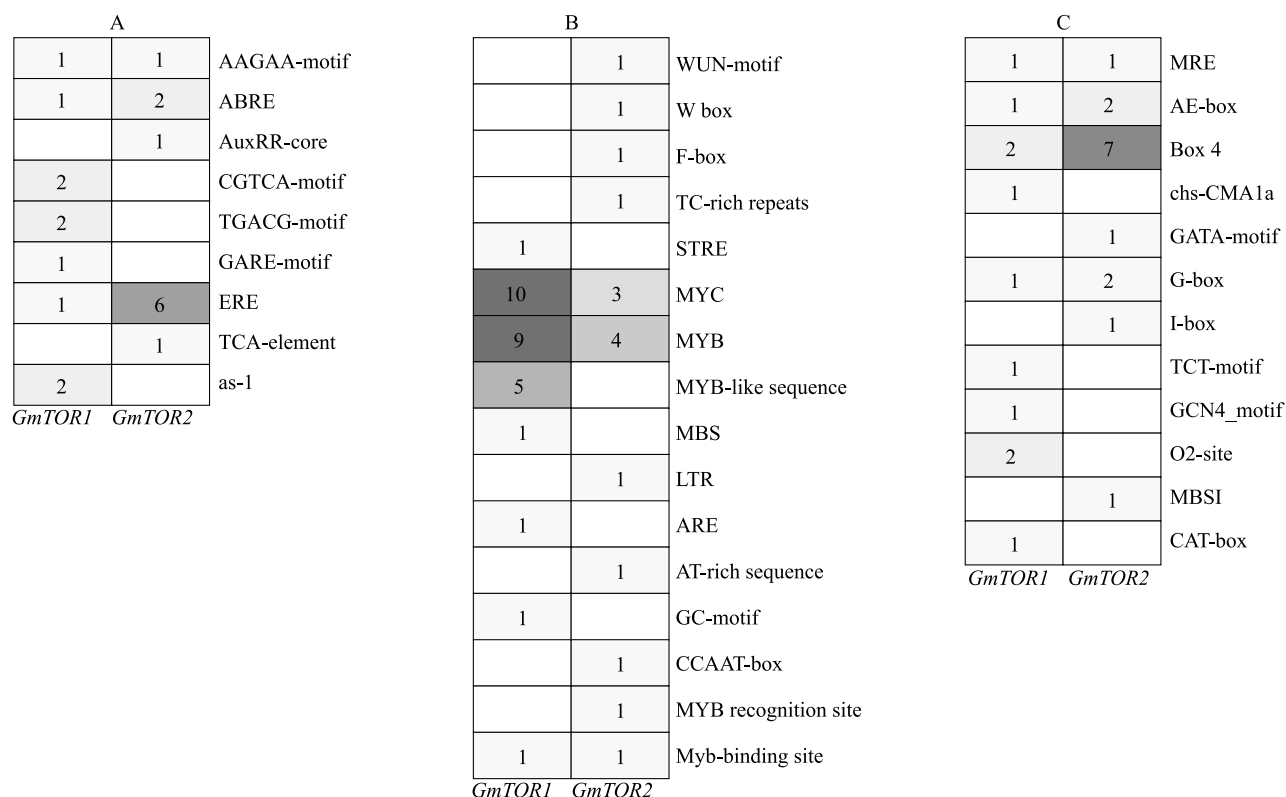 A
1 1 AAGAA-motif
1 2 ABRE
1 AuxRR-core
2 CGTCA-motif
2 TGACG-motif
1 GARE-motif
1 6 ERE
1 TCA-element
2 as-1
GmTOR1 GmTOR2
B
1 WUN-motif
1 W box
1 F-box
1 TC-rich repeats
1 STRE
10 3 MYC
9 4 MYB
5 MYB-like sequence
1 MBS
1 LTR
1 ARE
1 AT-rich sequence
1 GC-motif
1 CCAAT-box
1 MYB recognition site
1 1 Myb-binding site
GmTOR1 GmTOR2
C
1 1 MRE
1 2 AE-box
2 7 Box 4
1 chs-CMA1a
1 GATA-motif
1 2 G-box
1 I-box
1 TCT-motif
1 GCN4_motif
2 O2-site
1 MBSI
1 CAT-box
GmTOR1 GmTOR2